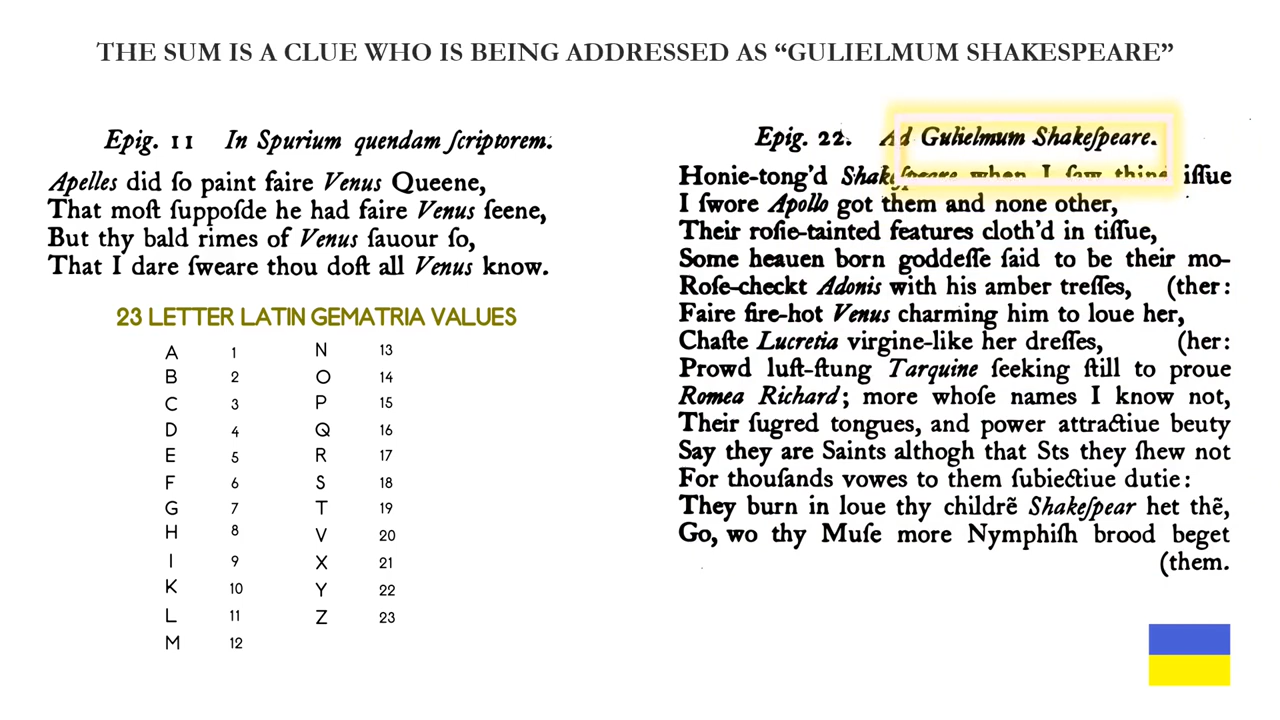 THE SUM IS A CLUE WHO IS BEING ADDRESSED AS “GULIELMUM SHAKESPEARE”
Epig. 11 In Spurium quendam ſcriptorem.
Apelles did ſo paint faire Venus Queene,
That moſt ſuppoſde he had faire Venus ſeene,
But thy bald rimes of Venus ſauour ſo,
That I dare ſweare thou doſt all Venus know.
23 LETTER LATIN GEMATRIA VALUES
A 1
B 2
C 3
D 4
E 5
F 6
G 7
H 8
I 9
K 10
L 11
M 12
N 13
O 14
P 15
Q 16
R 17
S 18
T 19
V 20
X 21
Y 22
Z 23
Epig. 22. Ad Gulielmum Shakeſpeare.
Honie-tong'd Shakeſpeare when I ſaw thine iſſue
I ſwore Apollo got them and none other,
Their roſie-tainted features cloth'd in tiſſue,
Some heauen born goddeſſe ſaid to be their mo-
Roſe-checkt Adonis with his amber treſſes, (ther:
Faire fire-hot Venus charming him to loue her,
Chaſte Lucretia virgine-like her dreſſes, (her:
Prowd luſt-ſtung Tarquine ſeeking ſtill to proue
Romea Richard; more whoſe names I know not,
Their ſugred tongues, and power attractiue beuty
Say they are Saints althogh that Sts they ſhew not
For thouſands vowes to them ſubiectiue dutie:
They burn in loue thy childrẽ Shakeſpear het thẽ,
Go, wo thy Muſe more Nymphiſh brood beget
(them.